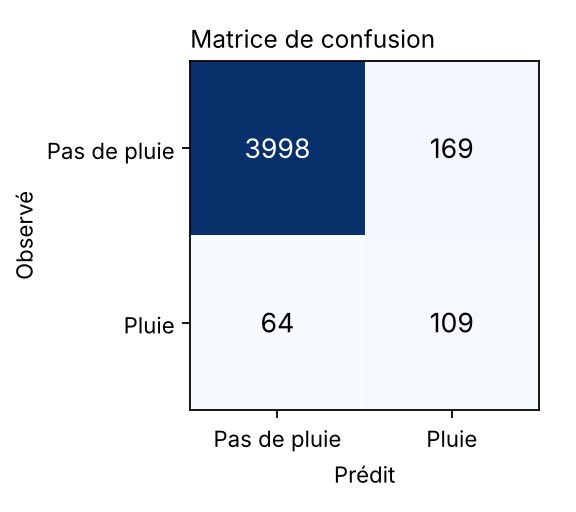 Matrice de confusion
Pas de pluie
3998
169
Observé
Pluie
64
109
Pas de pluie
Pluie
Prédit